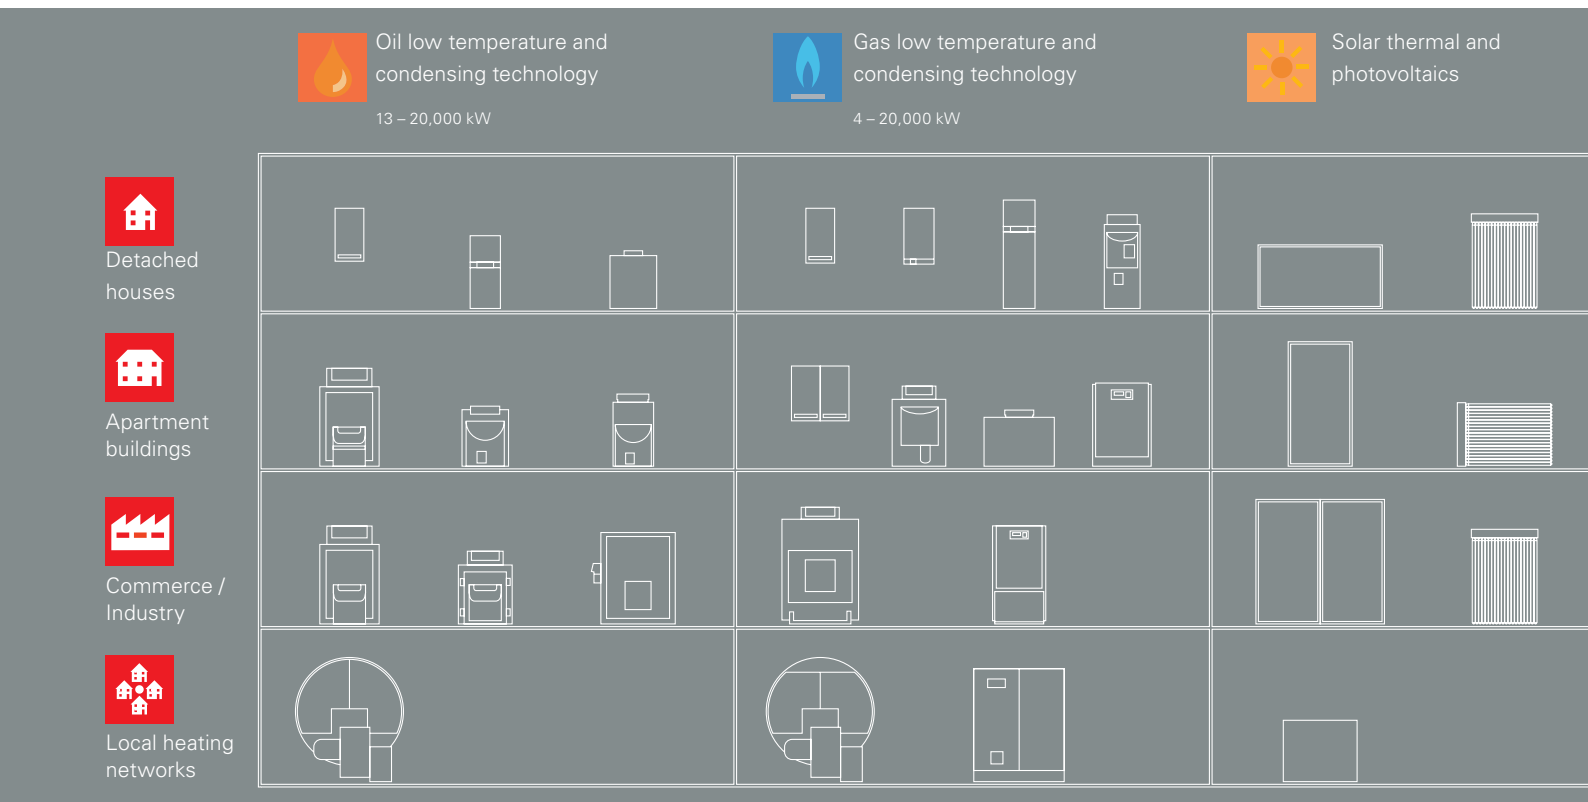 Oil low temperature and
condensing technology
13 – 20,000 kW
Gas low temperature and
condensing technology
4 – 20,000 kW
Solar thermal and
photovoltaics
Detached
houses
Apartment
buildings
Commerce /
Industry
Local heating
networks